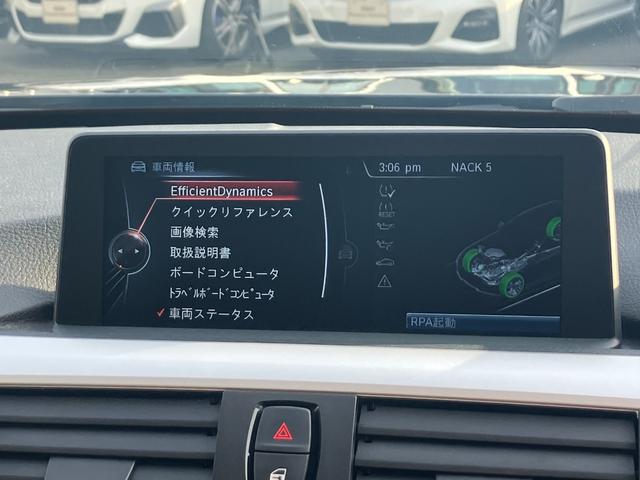 車両情報
3:06 pm NACK 5
EfficientDynamics
クイックリファレンス
画像検索
取扱説明書
ボードコンピュータ
ﾄﾗﾍﾞﾙﾎﾞｰﾄﾞｺﾝﾋﾟｭｰﾀ
車両ステータス
RESET
RPA起動